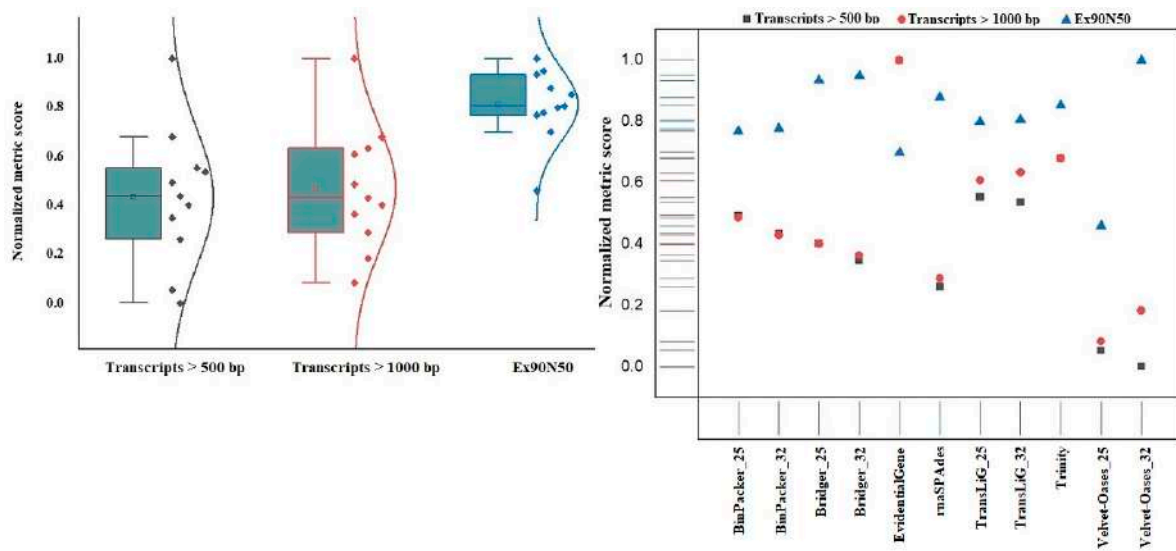 Normalized metric score
1.0
0.8
0.6
0.4
0.2
0.0
Transcripts > 500 bp
Transcripts > 1000 bp
Ex90N50
Transcripts > 500 bp
Transcripts > 1000 bp
Ex90N50
Normalized metric score
1.0
0.8
0.6
0.4
0.2
0.0
BinPacker_25
BinPacker_32
Bridger_25
Bridger_32
EvidentialGene
rnaSPAdes
TransLiG_25
TransLiG_32
Trinity
Velvet-Oases_25
Velvet-Oases_32